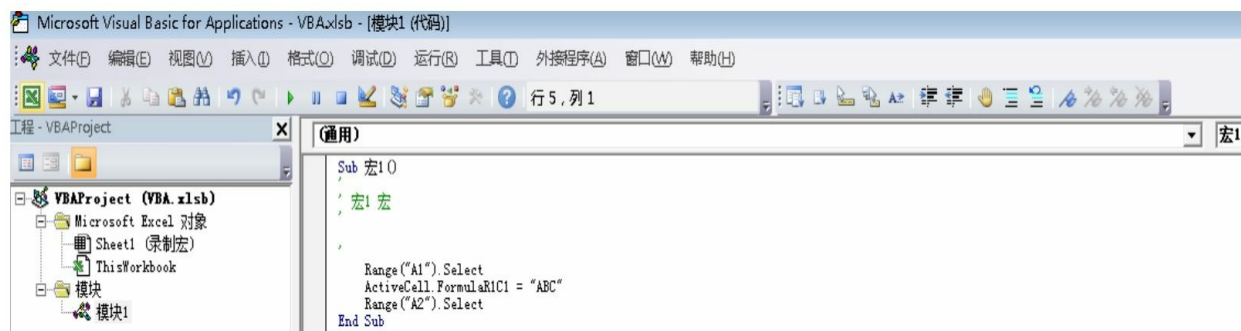 Microsoft Visual Basic for Applications - VBA.xlsb - [模块1 (代码)]
文件(F) 编辑(E) 视图(V) 插入(I) 格式(O) 调试(D) 运行(R) 工具(T) 外接程序(A) 窗口(W) 帮助(H)
行 5 , 列 1
工程 - VBAProject
(通用)
宏1
Sub 宏1()
'
' 宏1 宏
'
'
Range("A1").Select
ActiveCell.FormulaR1C1 = "ABC"
Range("A2").Select
End Sub
VBAProject (VBA.xlsb)
Microsoft Excel 对象
Sheet1 (录制宏)
ThisWorkbook
模块
模块1